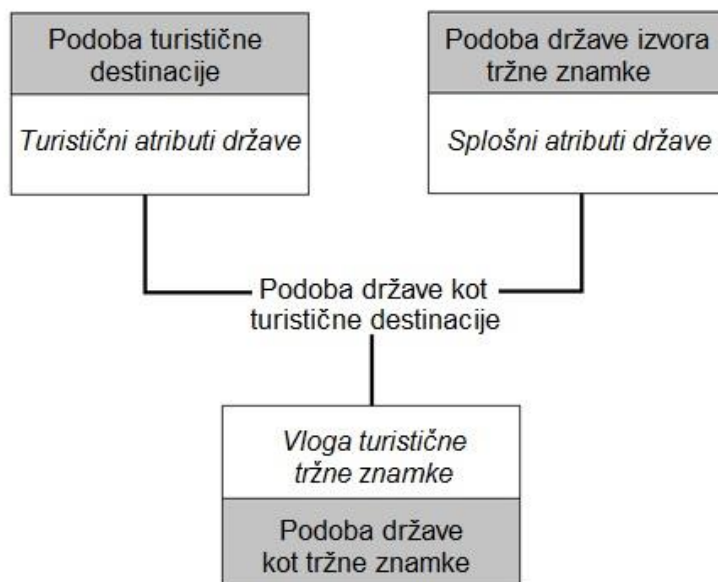 Podoba turistične
destinacije
Turistični atributi države
Podoba države izvora
tržne znamke
Splošni atributi države
Podoba države kot
turistične destinacije
Vloga turistične
tržne znamke
Podoba države
kot tržne znamke